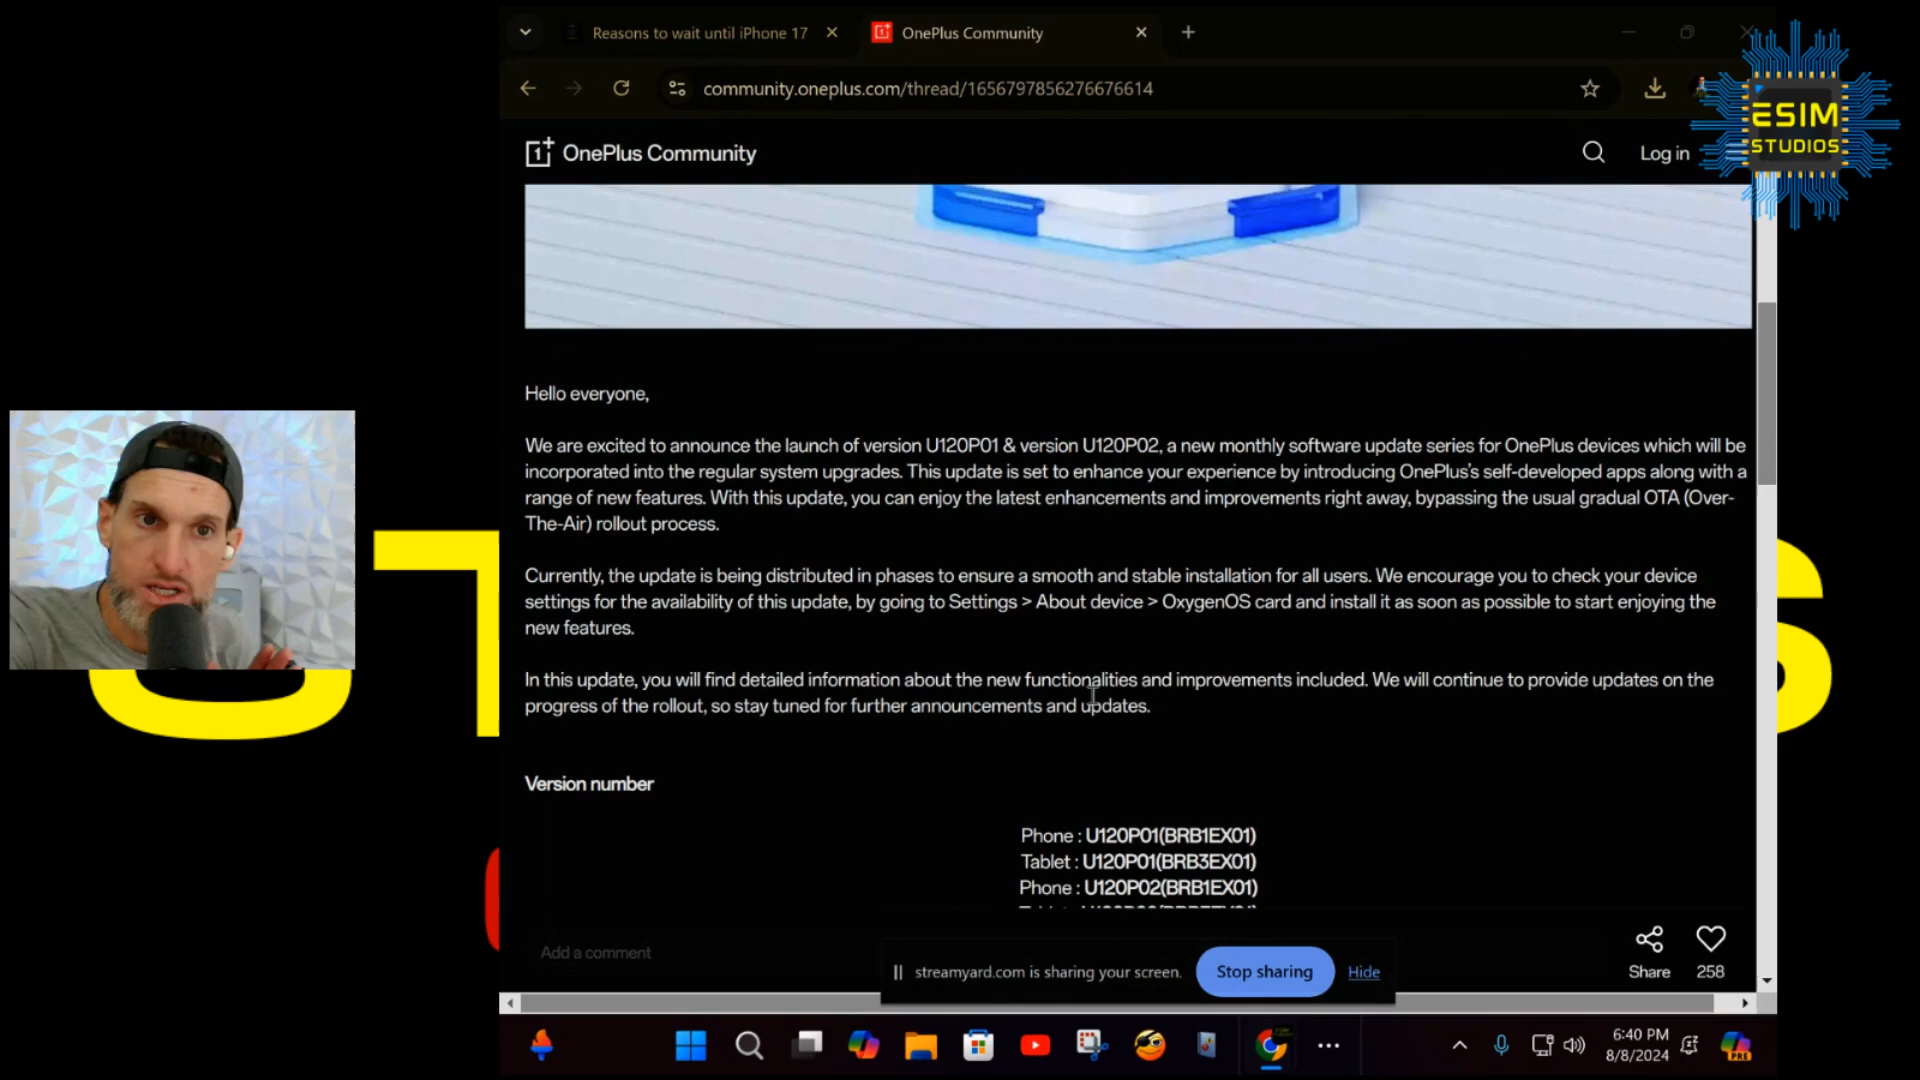 Reasons to wait until iPhone 17
OnePlus Community
community.oneplus.com/thread/1656797856276676614
ESIM
STUDIOS
OnePlus Community
Log in
Hello everyone,
We are excited to announce the launch of version U120P01 & version U120P02, a new monthly software update series for OnePlus devices which will be
incorporated into the regular system upgrades. This update is set to enhance your experience by introducing OnePlus's self-developed apps along with a
range of new features. With this update, you can enjoy the latest enhancements and improvements right away, bypassing the usual gradual OTA (Over-
The-Air) rollout process.
Currently, the update is being distributed in phases to ensure a smooth and stable installation for all users. We encourage you to check your device
settings for the availability of this update, by going to Settings > About device > OxygenOS card and install it as soon as possible to start enjoying the
new features.
In this update, you will find detailed information about the new functionalities and improvements included. We will continue to provide updates on the
progress of the rollout, so stay tuned for further announcements and updates.
Version number
Phone : U120P01(BRB1EX01)
Tablet : U120P01(BRB3EX01)
Phone : U120P02(BRB1EX01)
Add a comment
streamyard.com is sharing your screen.
Stop sharing
Hide
Share
258
6:40 PM
8/8/2024
PRE